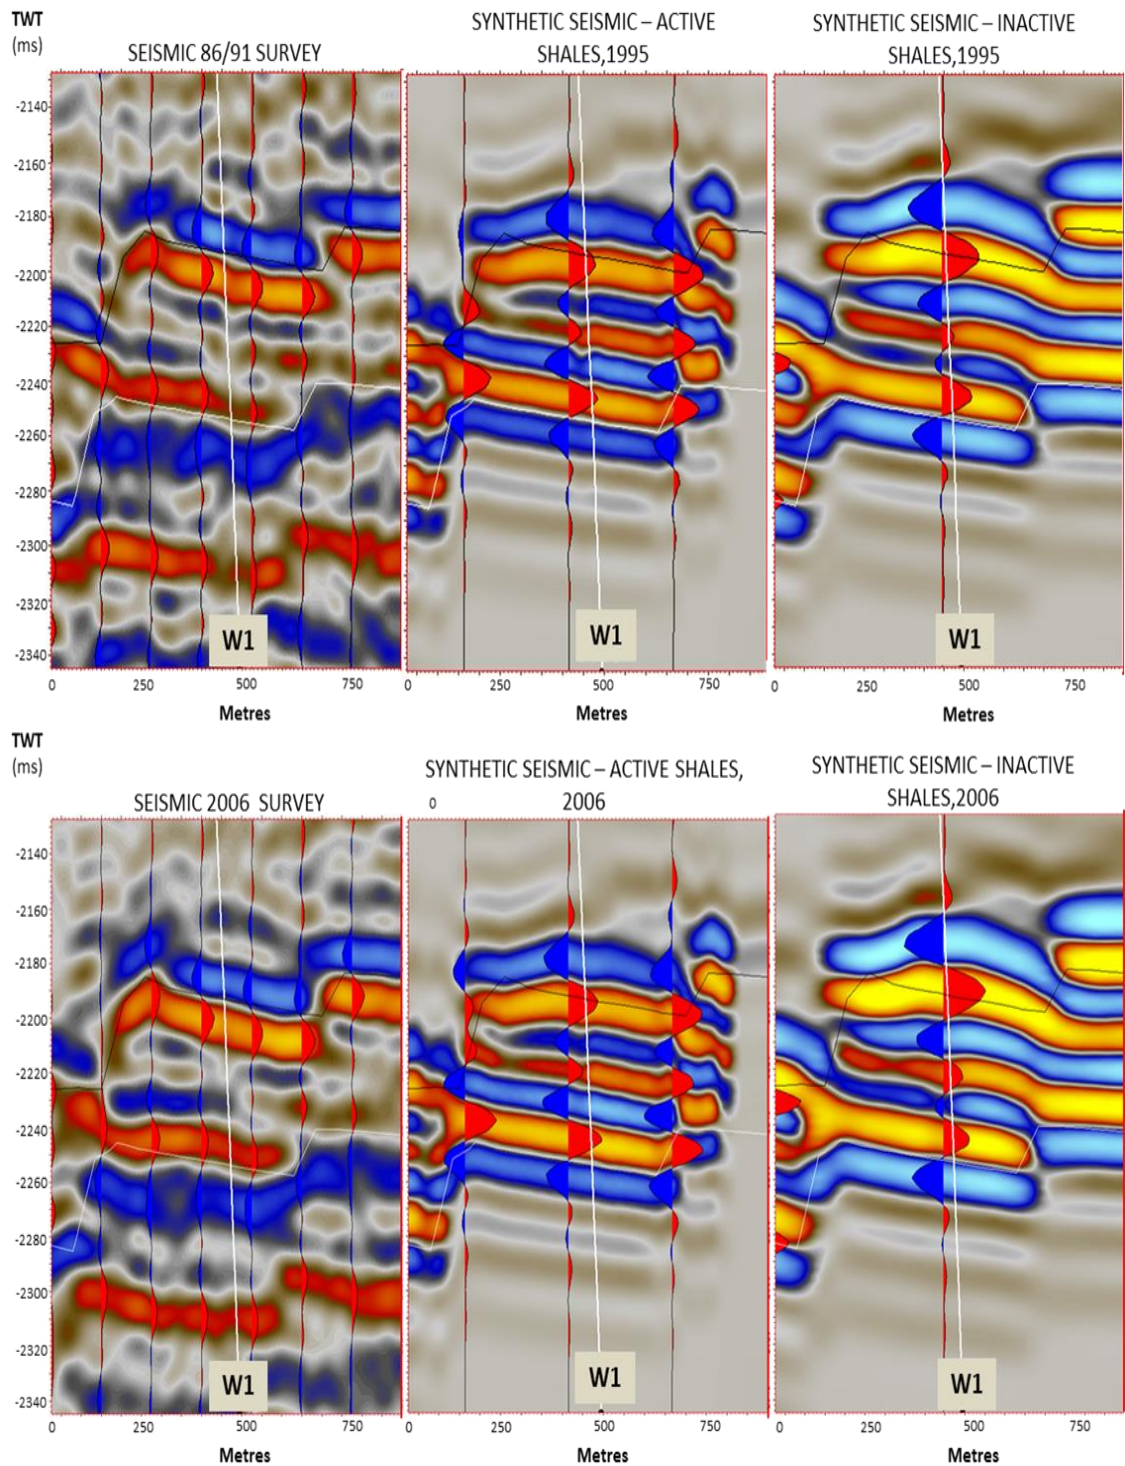 TWT
(ms)
SEISMIC 86/91 SURVEY
SYNTHETIC SEISMIC – ACTIVE
SHALES,1995
SYNTHETIC SEISMIC – INACTIVE
SHALES,1995
-2140
-2160
-2180
-2200
-2220
-2240
-2260
-2280
-2300
-2320
-2340
W1
W1
W1
0 250 500 750
0 250 500 750
0 250 500 750
Metres
Metres
Metres
TWT
(ms)
SEISMIC 2006 SURVEY
SYNTHETIC SEISMIC – ACTIVE SHALES,
0 2006
SYNTHETIC SEISMIC – INACTIVE
SHALES,2006
-2140
-2160
-2180
-2200
-2220
-2240
-2260
-2280
-2300
-2320
-2340
W1
W1
W1
0 250 500 750
0 250 500 750
0 250 500 750
Metres
Metres
Metres